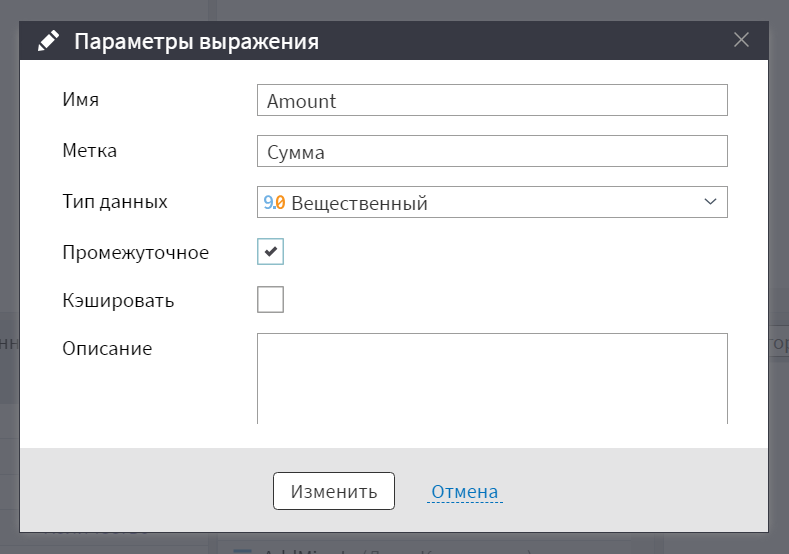 Параметры выражения
Имя
Amount
Метка
Сумма
Тип данных
9.0 Вещественный
Промежуточное
Кэшировать
Описание
Изменить
Отмена